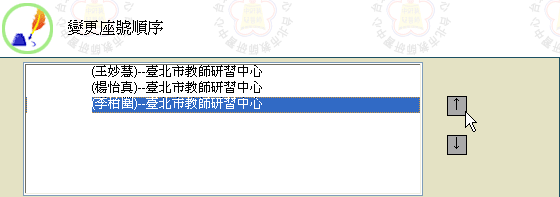 變更座號順序
(王妙慧)--臺北市教師研習中心
(楊怡真)--臺北市教師研習中心
(李柏圍)--臺北市教師研習中心
↑
↓